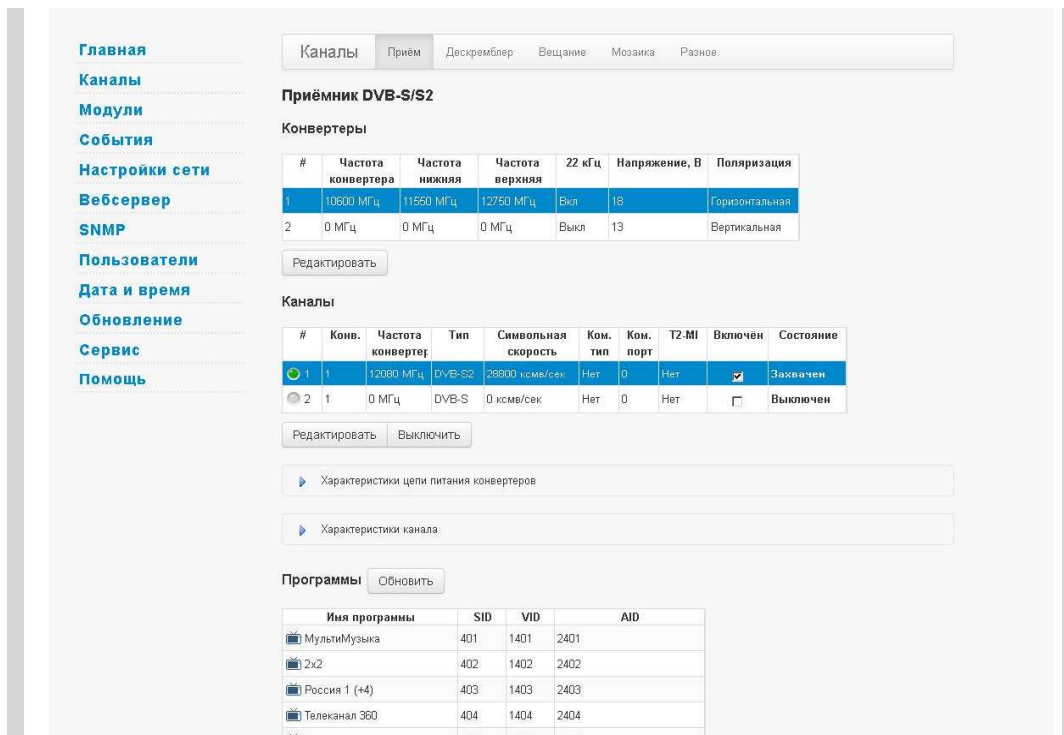 Главная
Каналы
Модули
События
Настройки сети
Вебсервер
SNMP
Пользователи
Дата и время
Обновление
Сервис
Помощь
Каналы Приём Дескремблер Вещание Мозаика Разное
Приёмник DVB-S/S2
Конвертеры
# Частота конвертера Частота нижняя Частота верхняя 22 кГц Напряжение, В Поляризация
1 10600 МГц 11550 МГц 12750 МГц Вкл 18 Горизонтальная
2 0 МГц 0 МГц 0 МГц Выкл 13 Вертикальная
Редактировать
Каналы
# Конв. Частота конвертер Тип Символьная скорость Ком. тип Ком. порт T2-MI Включён Состояние
1 1 12080 МГц DVB-S2 28800 ксмв/сек Нет 0 Нет Захвачен
2 1 0 МГц DVB-S 0 ксмв/сек Нет 0 Нет Выключен
Редактировать Выключить
Характеристики цепи питания конвертеров
Характеристики канала
Программы Обновить
Имя программы SID VID AID
МультиМузыка 401 1401 2401
2x2 402 1402 2402
Россия 1 (+4) 403 1403 2403
Телеканал 360 404 1404 2404